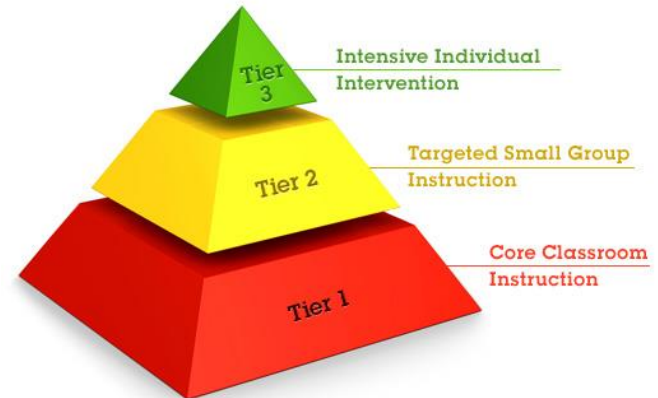 Tier
3
Intensive Individual
Intervention
Tier 2
Targeted Small Group
Instruction
Tier 1
Core Classroom
Instruction